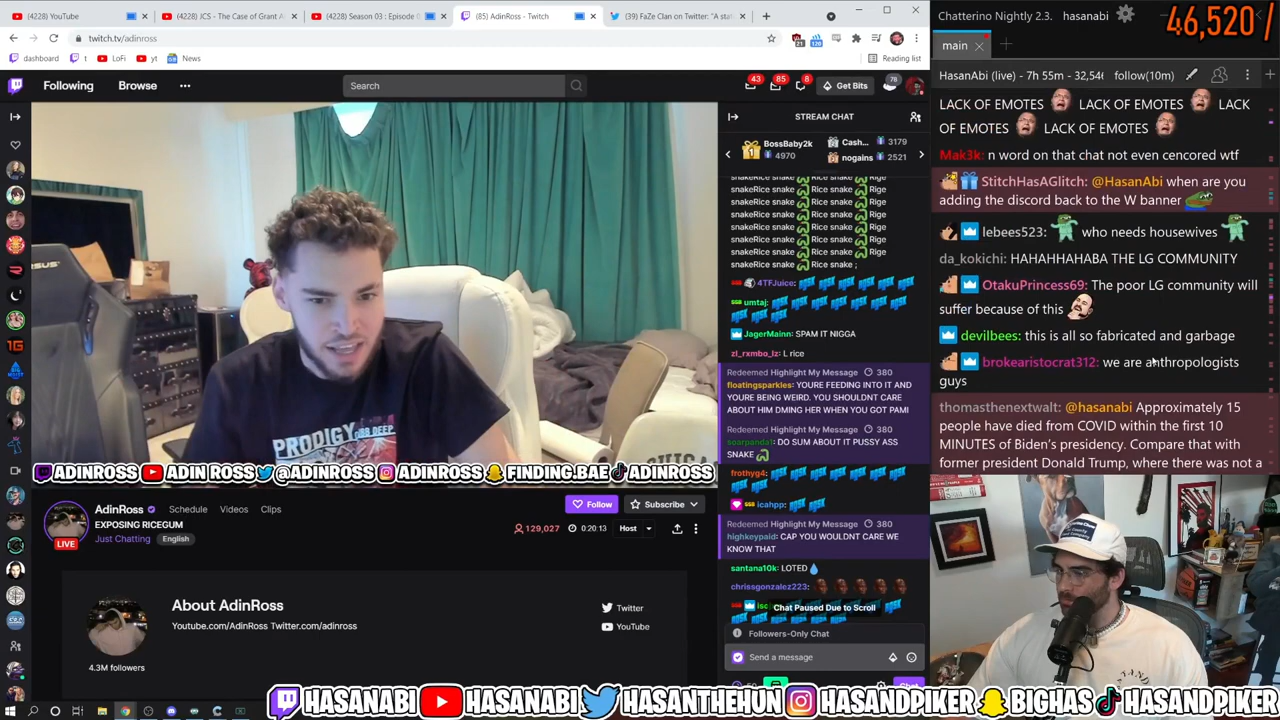 (4228) YouTube
(4228) JCS - The Case of Grant A
(4228) Season 03 : Episode 0
(85) AdinRoss - Twitch
(39) FaZe Clan on Twitter: "A sta
twitch.tv/adinross
dashboard
LoFi
yt
News
Reading list
Following
Browse
Search
43
85
8
Get Bits
78
STREAM CHAT
BossBaby2k
4970
Cash...
3179
nogains
2521
snakeRice snake Rice snake Rige
snakeRice snake Rice snake Rige
snakeRice snake Rice snake Rige
snakeRice snake Rice snake Rige
snakeRice snake Rice snake Rige
snakeRice snake Rice snake Rige
snakeRice snake Rice snake ;
4TFJuice:
umtaj:
JagerMainn: SPAM IT NIGGA
zl_rxmbo_lz: L rice
Redeemed Highlight My Message 380
floatingsparkles: YOURE FEEDING INTO IT AND
YOURE BEING WEIRD. YOU SHOULDNT CARE
ABOUT HIM DMING HER WHEN YOU GOT PAMI
Redeemed Highlight My Message 380
soarpanda1: DO SUM ABOUT IT PUSSY ASS
SNAKE
frothyg4:
icahpp:
Redeemed Highlight My Message 380
highkeypaid: CAP YOU WOULDNT CARE WE
KNOW THAT
santana10k: LOTED
chrissgonzalez223:
Chat Paused Due to Scroll
Followers-Only Chat
Send a message
Chat
PRODIGY
ADINROSS
ADIN ROSS
@ADINROSS
ADINROSS
FINDING.BAE
ADINROSS
AdinRoss
Schedule
Videos
Clips
EXPOSING RICEGUM
Just Chatting
English
LIVE
Follow
Subscribe
129,027
0:20:13
Host
About AdinRoss
Youtube.com/AdinRoss Twitter.com/adinross
4.3M followers
Twitter
YouTube
Chatterino Nightly 2.3.
hasanabi
46,520 /
main
HasanAbi (live) - 7h 55m - 32,54
follow(10m)
LACK OF EMOTES LACK OF EMOTES LACK
OF EMOTES LACK OF EMOTES
Mak3k: n word on that chat not even cencored wtf
StitchHasAGlitch: @HasanAbi when are you
adding the discord back to the W banner
lebees523: who needs housewives
da_kokichi: HAHAHHAHABA THE LG COMMUNITY
OtakuPrincess69: The poor LG community will
suffer because of this
devilbees: this is all so fabricated and garbage
brokearistocrat312: we are anthropologists
guys
thomasthenextwalt: @hasanabi Approximately 15
people have died from COVID within the first 10
MINUTES of Biden's presidency. Compare that with
former president Donald Trump, where there was not a
HASANABI
HASANABI
HASANTHEHUN
HASANDPIKER
BIGHAS
HASANDPIKER